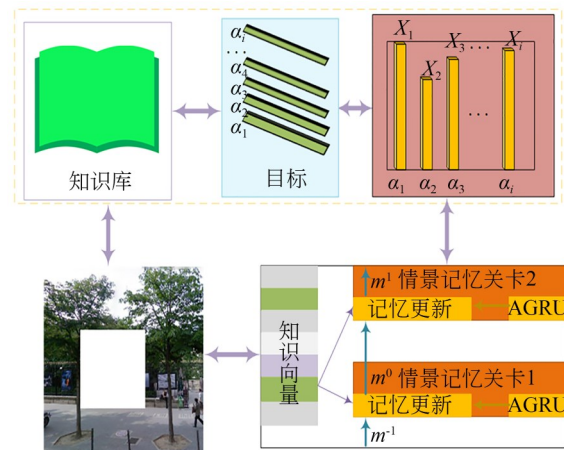 知识库
αi
...
α4
α3
α2
α1
目标
X1 X2 X3 ... Xi
...
α1 α2 α3 αi
知识向量
m¹ 情景记忆关卡2
记忆更新 AGRU
m⁰ 情景记忆关卡1
记忆更新 AGRU
m⁻¹